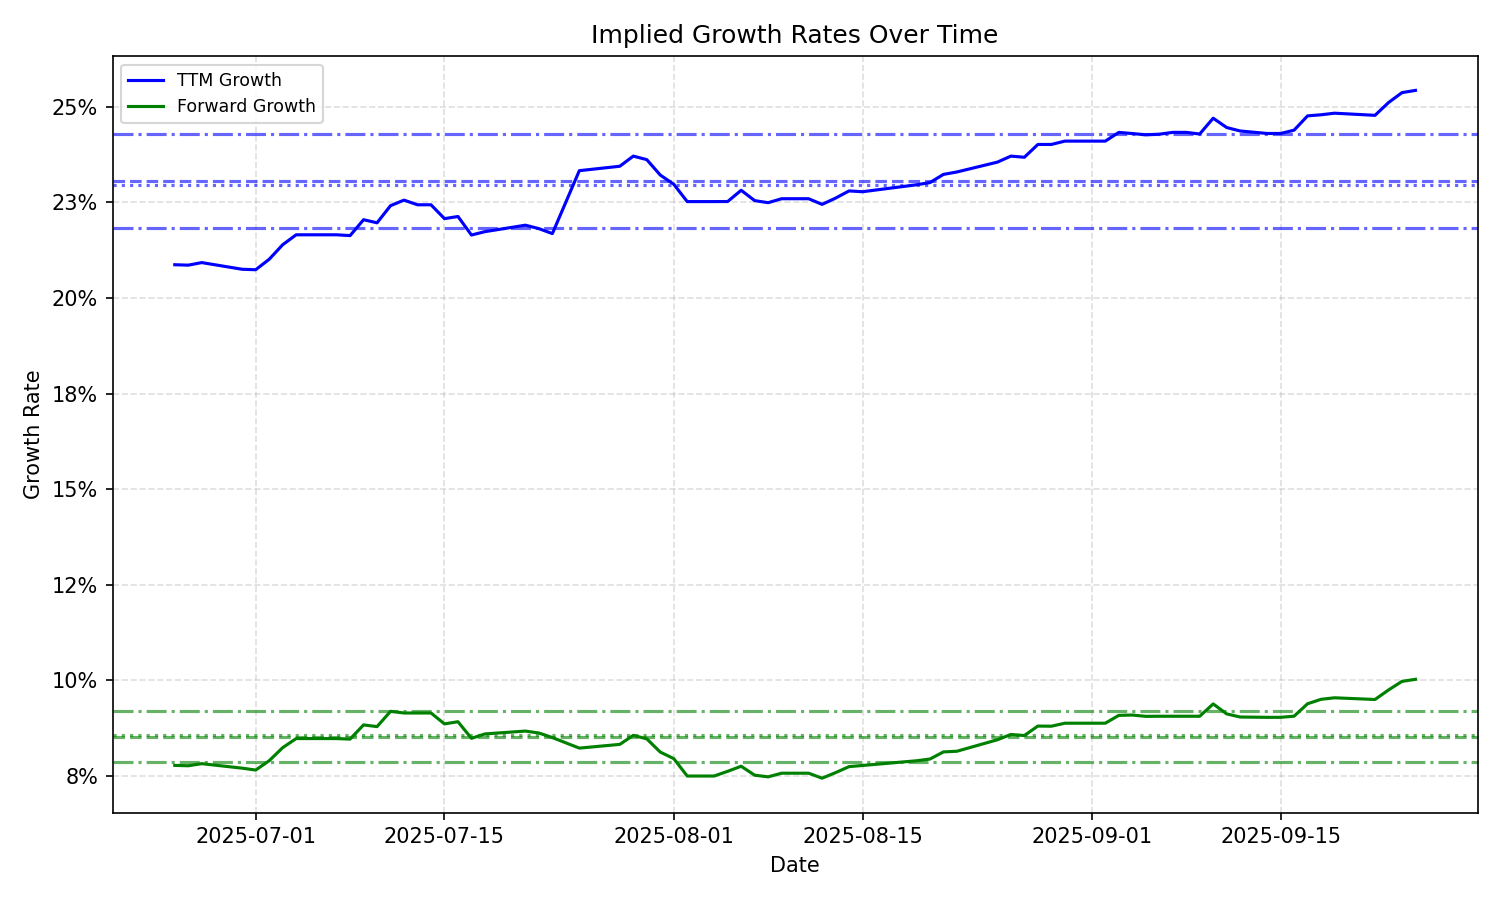 Implied Growth Rates Over Time
TTM Growth
Forward Growth
25%
23%
20%
18%
15%
12%
10%
8%
Growth Rate
2025-07-01
2025-07-15
2025-08-01
2025-08-15
2025-09-01
2025-09-15
Date